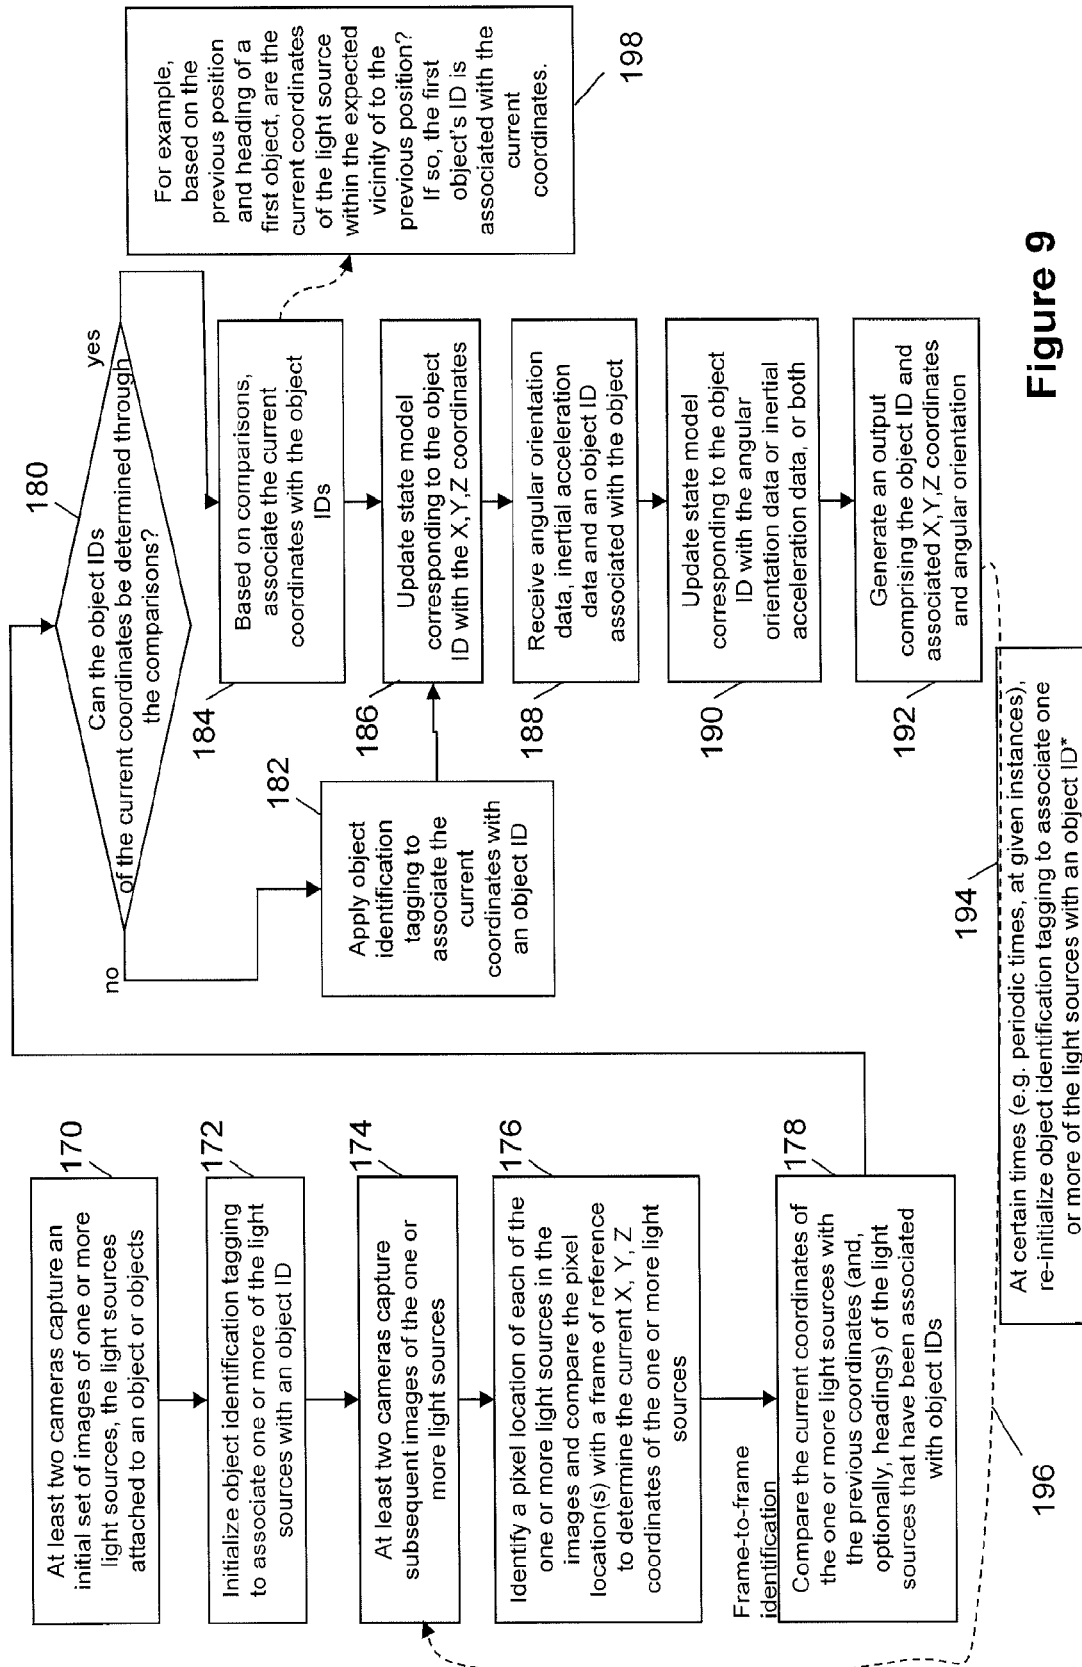 170
At least two cameras capture an
initial set of images of one or more
light sources, the light sources
attached to an object or objects
172
Initialize object identification tagging
to associate one or more of the light
sources with an object ID
174
At least two cameras capture
subsequent images of the one or
more light sources
176
Identify a pixel location of each of the
one or more light sources in the
images and compare the pixel
location(s) with a frame of reference
to determine the current X, Y, Z
coordinates of the one or more light
sources
Frame-to-frame
identification
178
Compare the current coordinates of
the one or more light sources with
the previous coordinates (and,
optionally, headings) of the light
sources that have been associated
with object IDs
180
Can the object IDs
of the current coordinates be determined through
the comparisons?
no
yes
182
Apply object
identification
tagging to
associate the
current
coordinates with
an object ID
184
Based on comparisons,
associate the current
coordinates with the object
IDs
186
Update state model
corresponding to the object
ID with the X,Y,Z coordinates
188
Receive angular orientation
data, inertial acceleration
data and an object ID
associated with the object
190
Update state model
corresponding to the object
ID with the angular
orientation data or inertial
acceleration data, or both
192
Generate an output
comprising the object ID and
associated X,Y,Z coordinates
and angular orientation
198
For example,
based on the
previous position
and heading of a
first object, are the
current coordinates
of the light source
within the expected
vicinity of to the
previous position?
If so, the first
object's ID is
associated with the
current
coordinates.
194
At certain times (e.g. periodic times, at given instances),
re-initialize object identification tagging to associate one
or more of the light sources with an object ID*
196
Figure 9